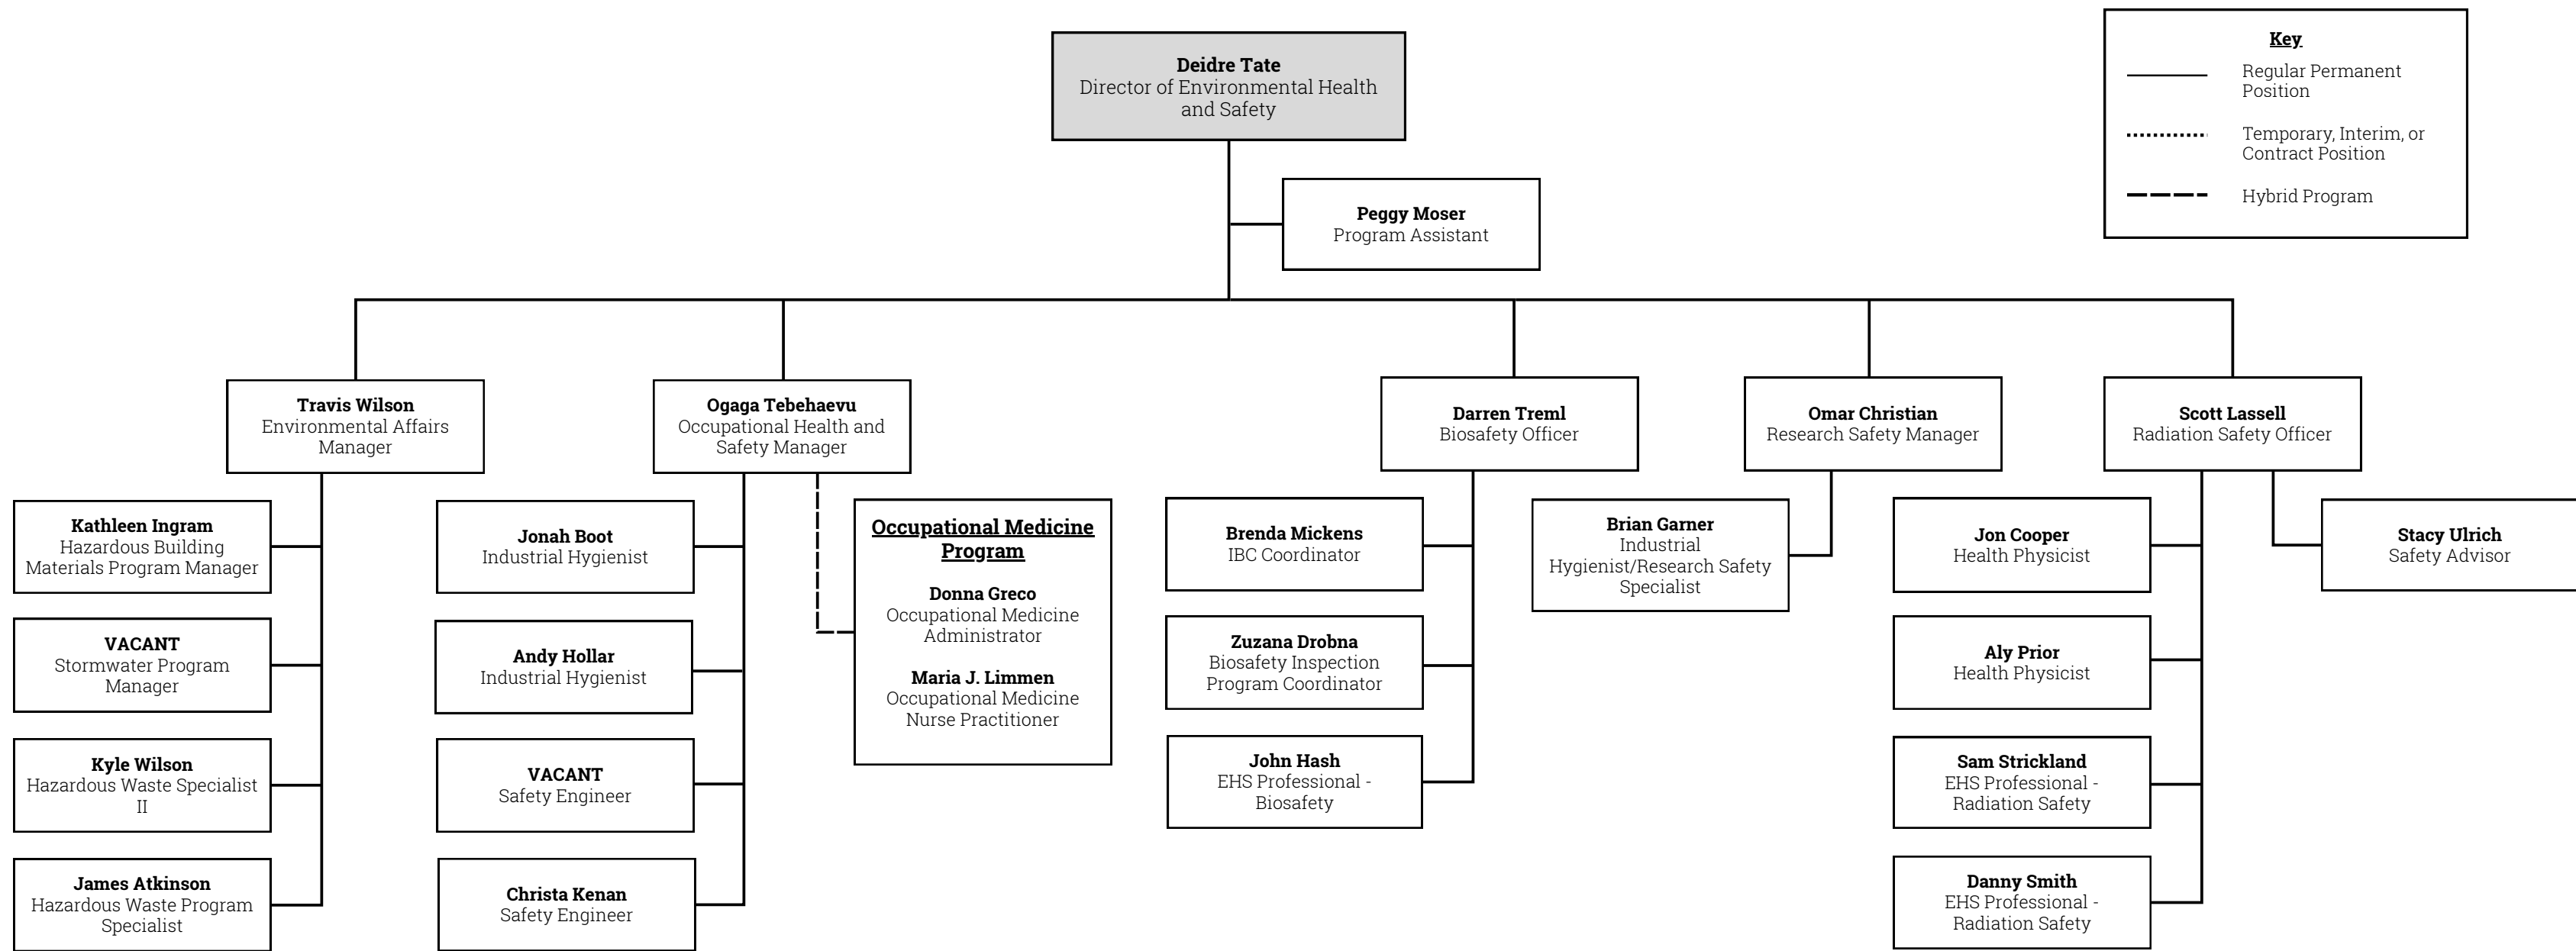 Deidre Tate
Director of Environmental Health
and Safety
Key
Regular Permanent
Position
Temporary, Interim, or
Contract Position
Hybrid Program
Peggy Moser
Program Assistant
Travis Wilson
Environmental Affairs
Manager
Ogaga Tebehaevu
Occupational Health and
Safety Manager
Darren Treml
Biosafety Officer
Omar Christian
Research Safety Manager
Scott Lassell
Radiation Safety Officer
Kathleen Ingram
Hazardous Building
Materials Program Manager
VACANT
Stormwater Program
Manager
Kyle Wilson
Hazardous Waste Specialist
II
James Atkinson
Hazardous Waste Program
Specialist
Jonah Boot
Industrial Hygienist
Andy Hollar
Industrial Hygienist
VACANT
Safety Engineer
Christa Kenan
Safety Engineer
Occupational Medicine
Program
Donna Greco
Occupational Medicine
Administrator
Maria J. Limmen
Occupational Medicine
Nurse Practitioner
Brenda Mickens
IBC Coordinator
Zuzana Drobna
Biosafety Inspection
Program Coordinator
John Hash
EHS Professional -
Biosafety
Brian Garner
Industrial
Hygienist/Research Safety
Specialist
Jon Cooper
Health Physicist
Aly Prior
Health Physicist
Sam Strickland
EHS Professional -
Radiation Safety
Danny Smith
EHS Professional -
Radiation Safety
Stacy Ulrich
Safety Advisor